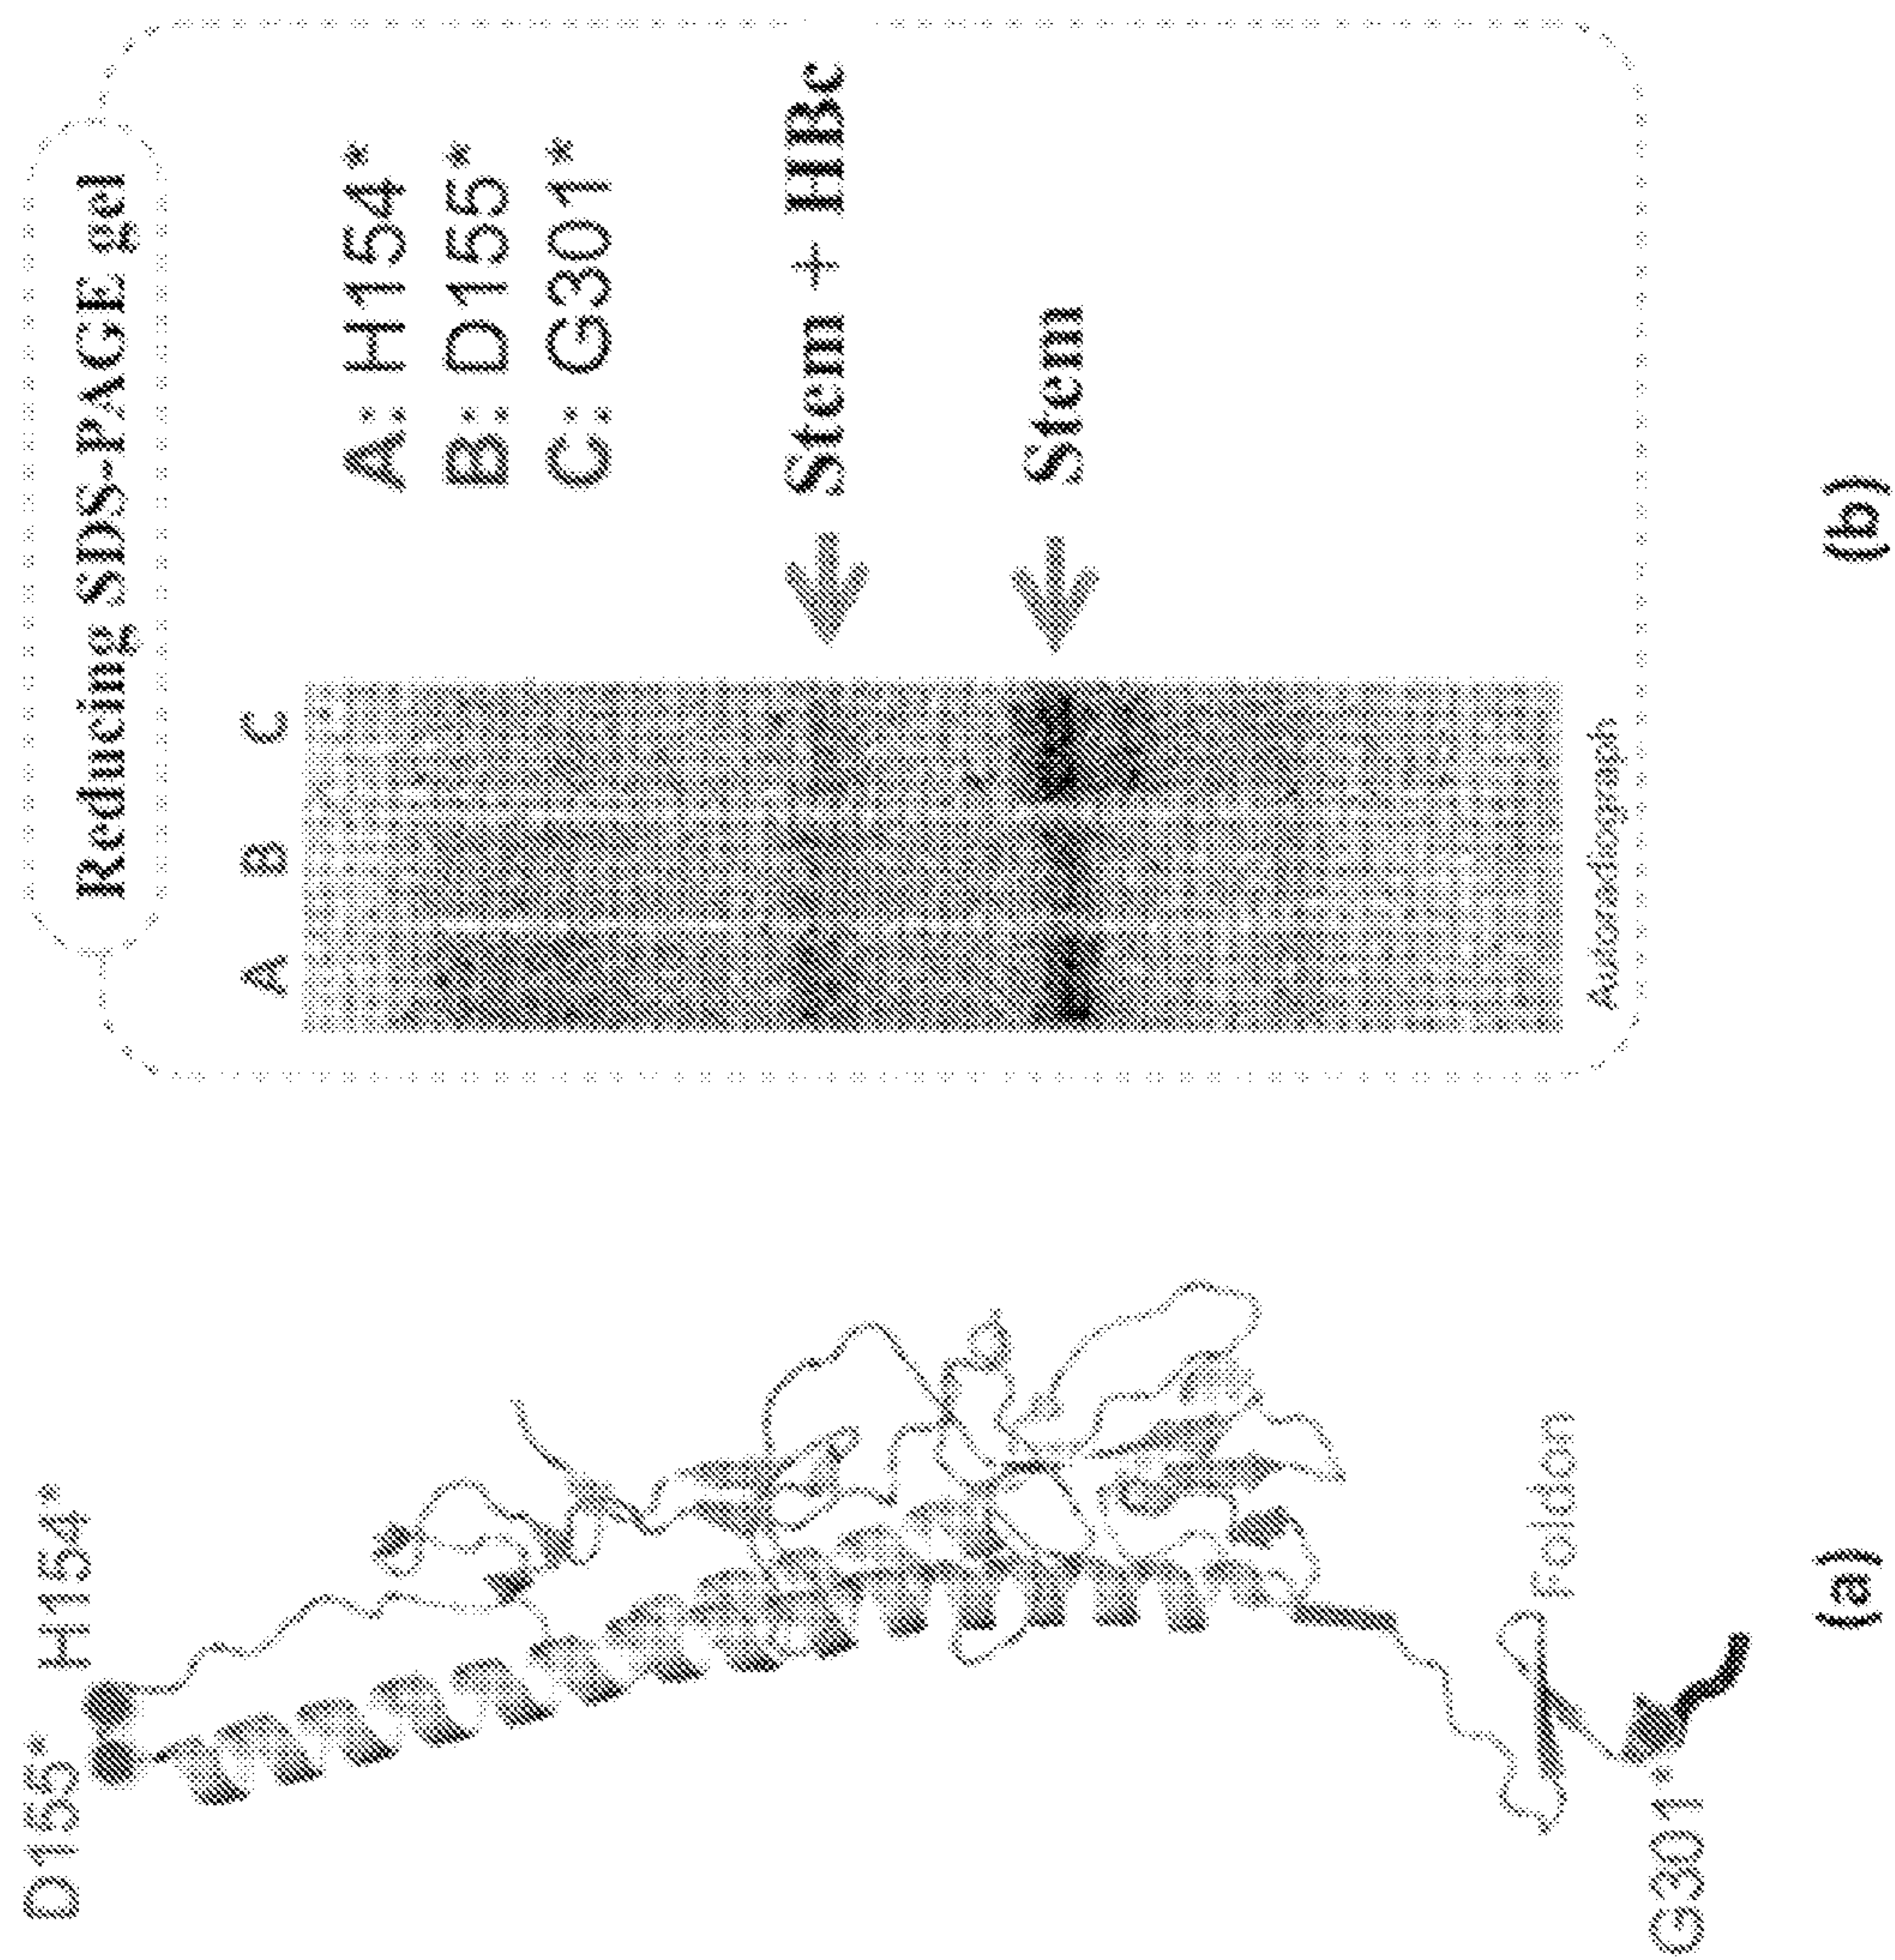 D155*
H154*
Foldon
G301*
(a)
Reducing SDS-PAGE gel
A B C
A: H154*
B: D155*
C: G301*
Stem + HBc
Stem
Autoradiograph
(b)